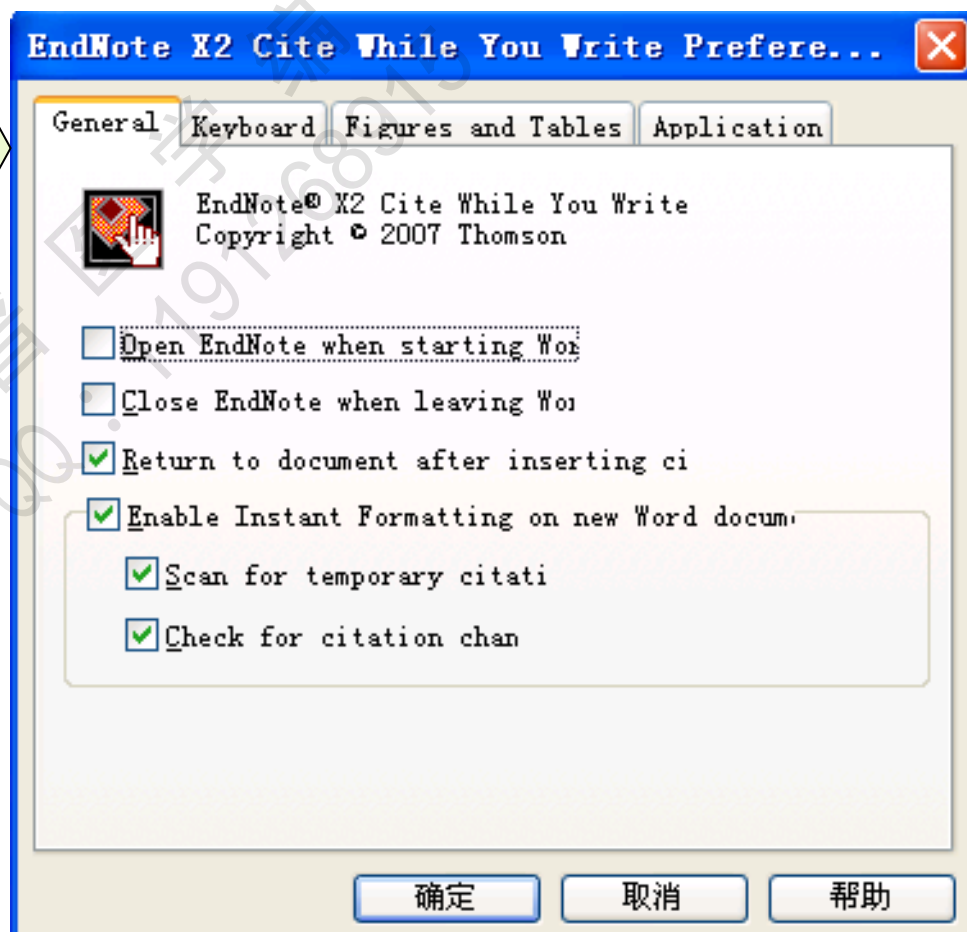 EndNote X2 Cite While You Write Prefere...
General Keyboard Figures and Tables Application
EndNote® X2 Cite While You Write
Copyright © 2007 Thomson
Open EndNote when starting Wor
Close EndNote when leaving Wor
Return to document after inserting ci
Enable Instant Formatting on new Word docum
Scan for temporary citati
Check for citation chan
确定 取消 帮助